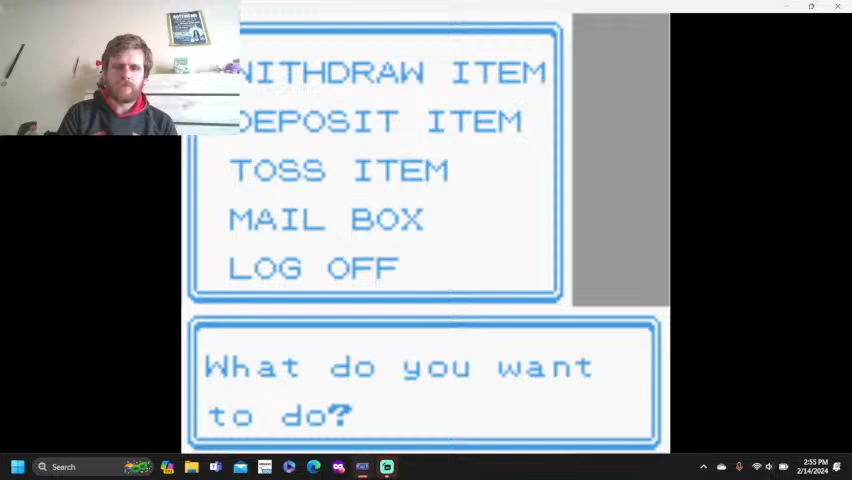 WITHDRAW ITEM
DEPOSIT ITEM
TOSS ITEM
MAIL BOX
LOG OFF
What do you want
to do?
Search
2:55 PM
2/14/2024